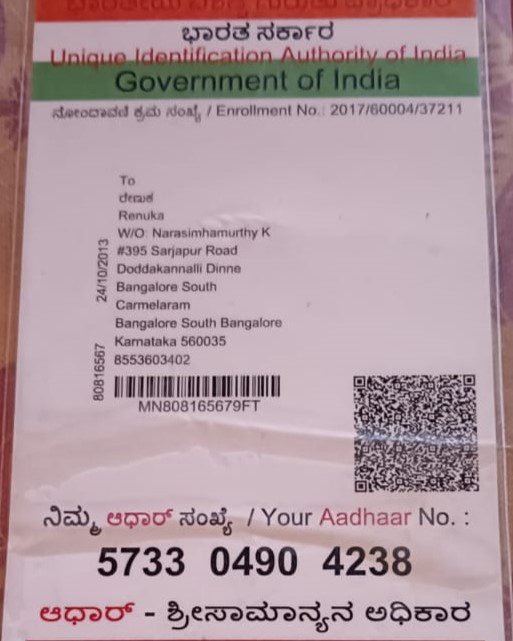 ಭಾರತ ಸರ್ಕಾರ
Unique Identification Authority of India
Government of India
ನೋಂದಾವಣೆ ಕ್ರಮ ಸಂಖ್ಯೆ / Enrollment No.: 2017/60004/37211
To
ರೇಣುಕ
Renuka
W/O: Narasimhamurthy K
#395 Sarjapur Road
Doddakannalli Dinne
Bangalore South
Carmelaram
Bangalore South Bangalore
Karnataka 560035
8553603402
24/10/2013
80816567
MN808165679FT
ನಿಮ್ಮ ಆಧಾರ್ ಸಂಖ್ಯೆ / Your Aadhaar No. :
5733 0490 4238
ಆಧಾರ್ - ಶ್ರೀಸಾಮಾನ್ಯನ ಅಧಿಕಾರ